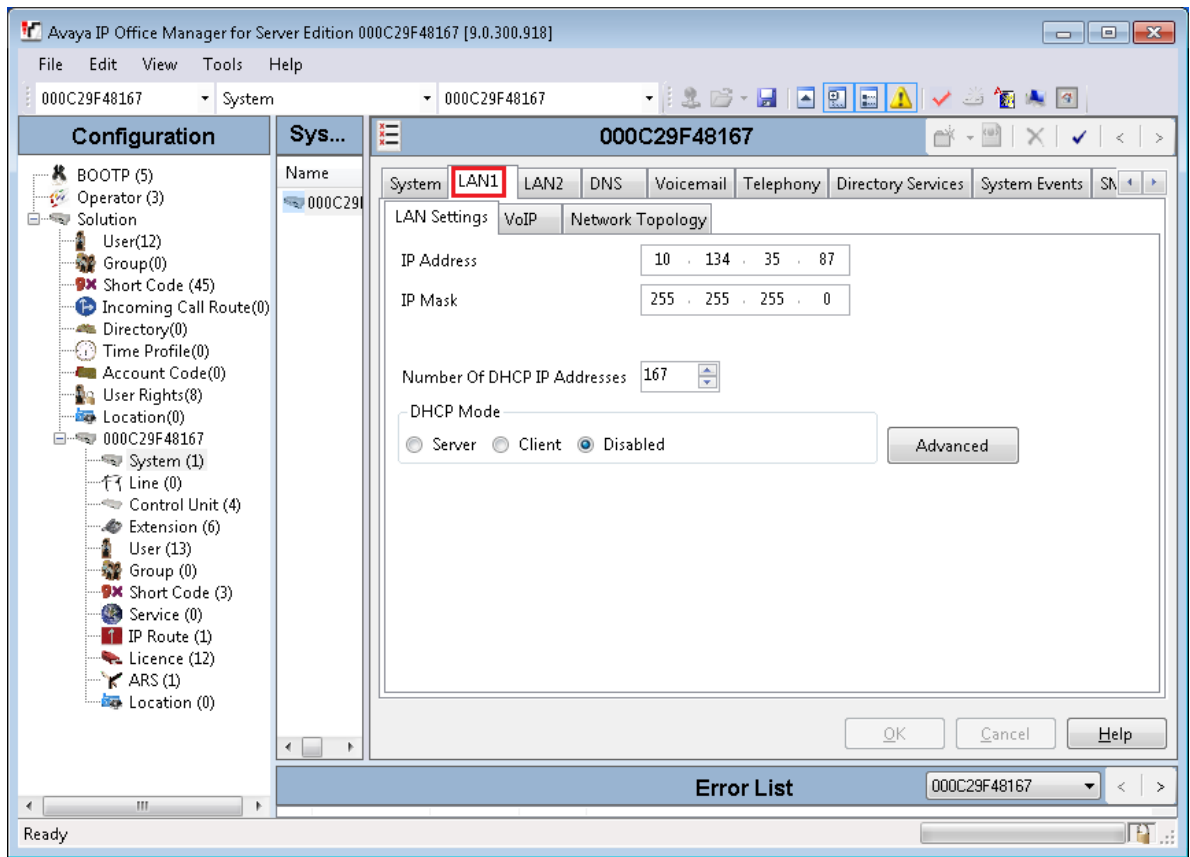 Avaya IP Office Manager for Server Edition 000C29F48167 [9.0.300.918]
File Edit View Tools Help
000C29F48167 System 000C29F48167
Configuration
BOOTP (5)
Operator (3)
Solution
User(12)
Group(0)
Short Code (45)
Incoming Call Route(0)
Directory(0)
Time Profile(0)
Account Code(0)
User Rights(8)
Location(0)
000C29F48167
System (1)
Line (0)
Control Unit (4)
Extension (6)
User (13)
Group (0)
Short Code (3)
Service (0)
IP Route (1)
Licence (12)
ARS (1)
Location (0)
Sys...
Name
000C29
000C29F48167
System LAN1 LAN2 DNS Voicemail Telephony Directory Services System Events
LAN Settings VoIP Network Topology
IP Address 10 . 134 . 35 . 87
IP Mask 255 . 255 . 255 . 0
Number Of DHCP IP Addresses 167
DHCP Mode
Server Client Disabled
Advanced
OK Cancel Help
Error List 000C29F48167
Ready